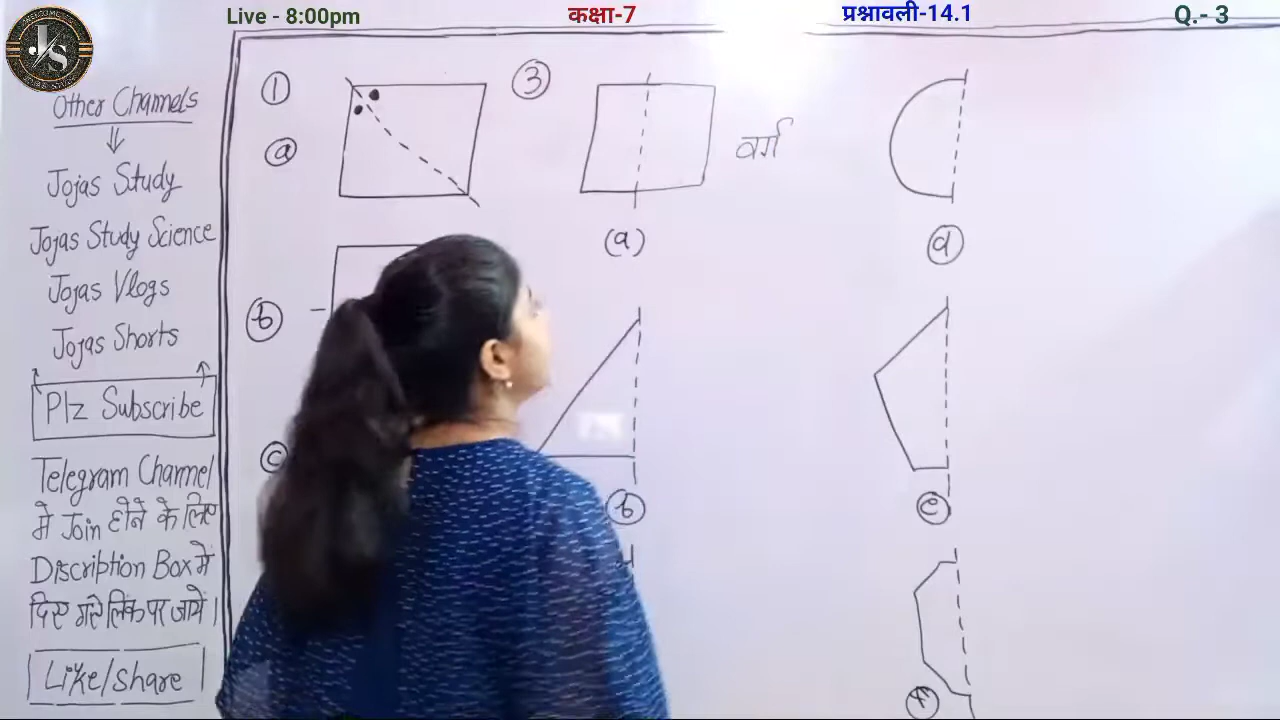 Live - 8:00pm
कक्षा-7
प्रश्नावली-14.1
Q.- 3
JS
Other Channels
Jojas Study
Jojas Study Science
Jojas Vlogs
Jojas Shorts
Plz Subscribe
Telegram Channel
मे Join होने के लिए
Discription Box में
दिए गये लिंक पर जायें।
Like/share
1
a
b
c
3
वर्ग
(a)
b
d
e